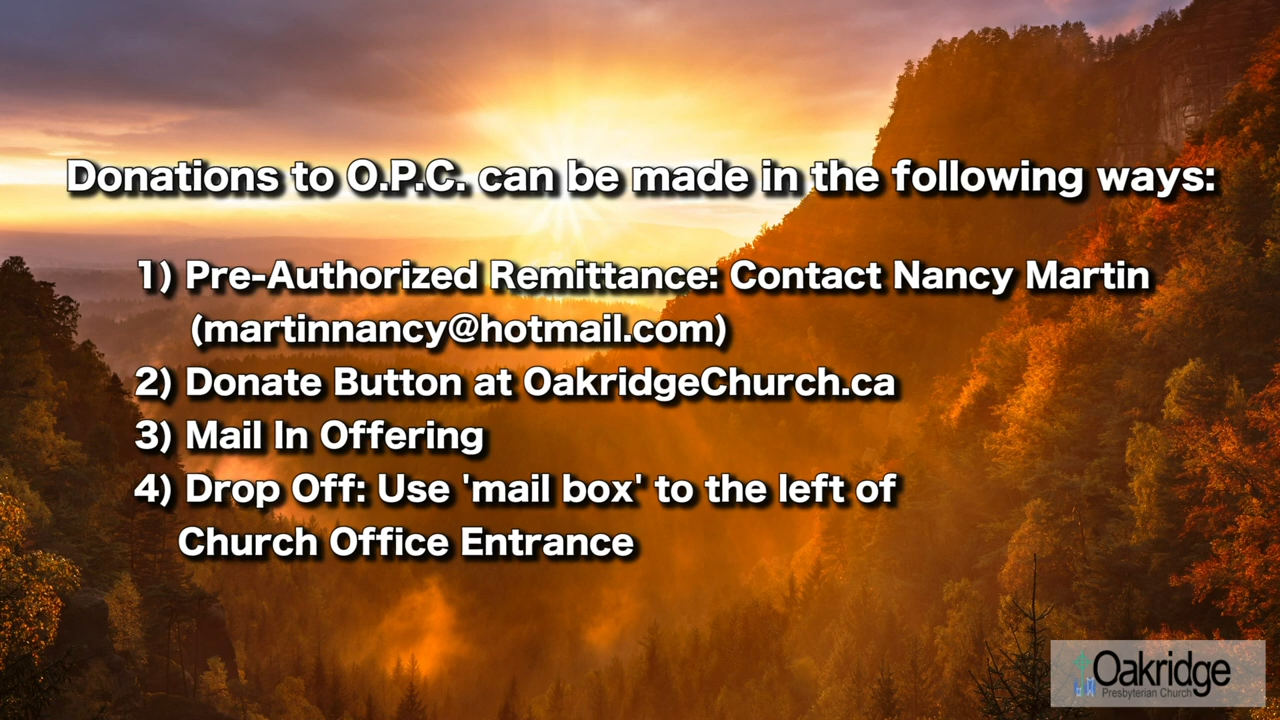 Donations to O.P.C. can be made in the following ways:
1) Pre-Authorized Remittance: Contact Nancy Martin
(martinnancy@hotmail.com)
2) Donate Button at OakridgeChurch.ca
3) Mail In Offering
4) Drop Off: Use 'mail box' to the left of
Church Office Entrance
Oakridge
Presbyterian Church